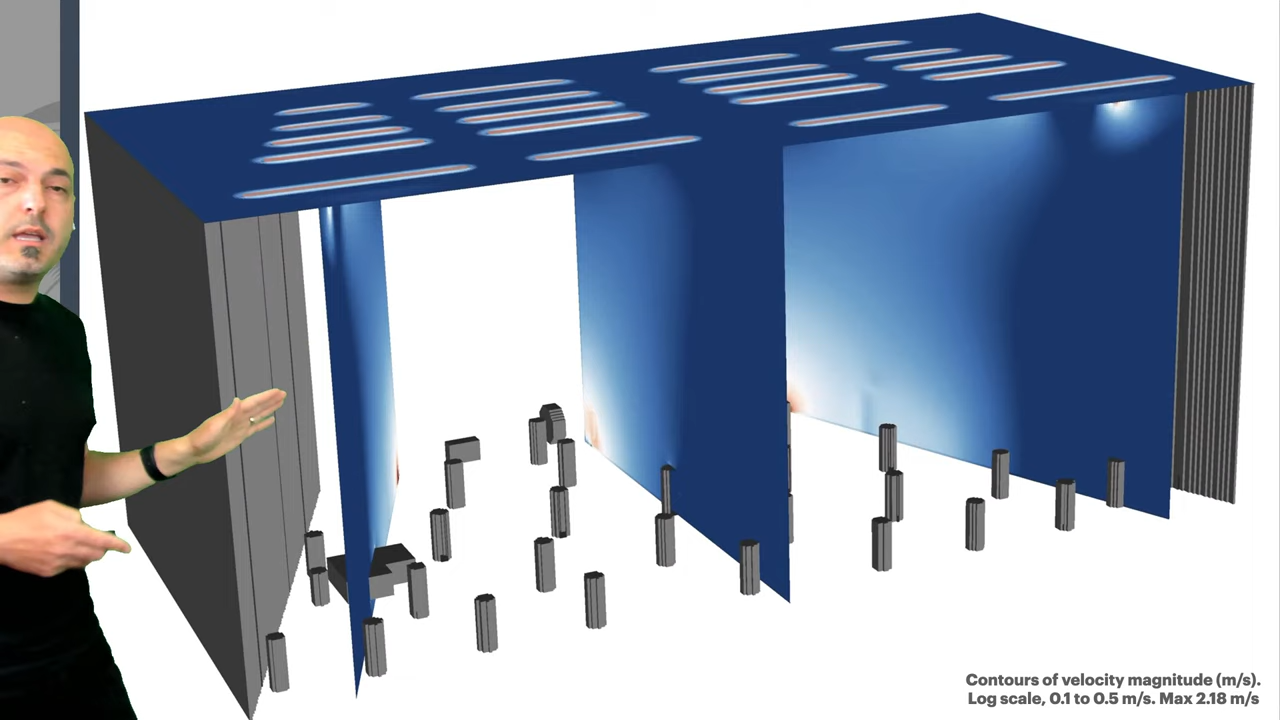 Contours of velocity magnitude (m/s).
Log scale, 0.1 to 0.5 m/s. Max 2.18 m/s